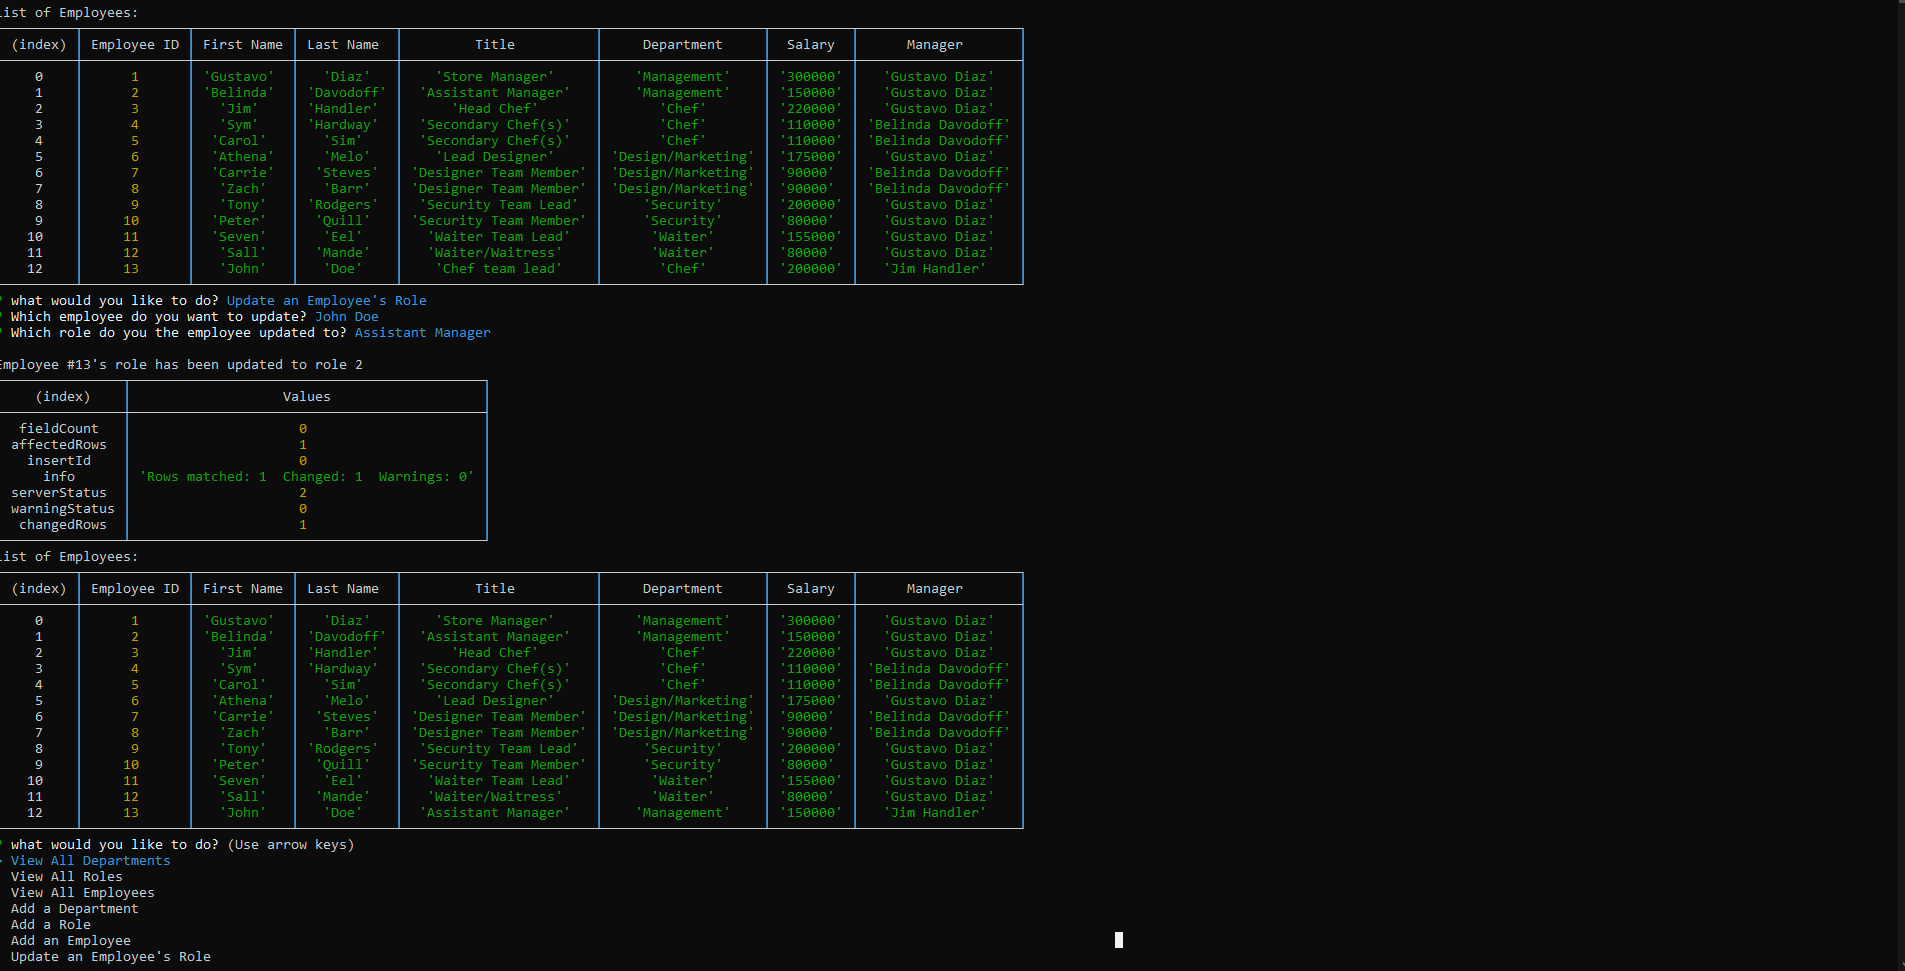 ist of Employees:
(index) Employee ID First Name Last Name Title Department Salary Manager
0 1 'Gustavo' 'Diaz' 'Store Manager' 'Management' '300000' 'Gustavo Diaz'
1 2 'Belinda' 'Davodoff' 'Assistant Manager' 'Management' '150000' 'Gustavo Diaz'
2 3 'Jim' 'Handler' 'Head Chef' 'Chef' '220000' 'Gustavo Diaz'
3 4 'Sym' 'Hardway' 'Secondary Chef(s)' 'Chef' '110000' 'Belinda Davodoff'
4 5 'Carol' 'Sim' 'Secondary Chef(s)' 'Chef' '110000' 'Belinda Davodoff'
5 6 'Athena' 'Melo' 'Lead Designer' 'Design/Marketing' '175000' 'Gustavo Diaz'
6 7 'Carrie' 'Steves' 'Designer Team Member' 'Design/Marketing' '90000' 'Belinda Davodoff'
7 8 'Zach' 'Barr' 'Designer Team Member' 'Design/Marketing' '90000' 'Belinda Davodoff'
8 9 'Tony' 'Rodgers' 'Security Team Lead' 'Security' '200000' 'Gustavo Diaz'
9 10 'Peter' 'Quill' 'Security Team Member' 'Security' '80000' 'Gustavo Diaz'
10 11 'Seven' 'Eel' 'Waiter Team Lead' 'Waiter' '155000' 'Gustavo Diaz'
11 12 'Sall' 'Mande' 'Waiter/Waitress' 'Waiter' '80000' 'Gustavo Diaz'
12 13 'John' 'Doe' 'Chef team lead' 'Chef' '200000' 'Jim Handler'
what would you like to do? Update an Employee's Role
Which employee do you want to update? John Doe
Which role do you the employee updated to? Assistant Manager
Employee #13's role has been updated to role 2
(index) Values
fieldCount 0
affectedRows 1
insertId 0
info 'Rows matched: 1  Changed: 1  Warnings: 0'
serverStatus 2
warningStatus 0
changedRows 1
ist of Employees:
(index) Employee ID First Name Last Name Title Department Salary Manager
0 1 'Gustavo' 'Diaz' 'Store Manager' 'Management' '300000' 'Gustavo Diaz'
1 2 'Belinda' 'Davodoff' 'Assistant Manager' 'Management' '150000' 'Gustavo Diaz'
2 3 'Jim' 'Handler' 'Head Chef' 'Chef' '220000' 'Gustavo Diaz'
3 4 'Sym' 'Hardway' 'Secondary Chef(s)' 'Chef' '110000' 'Belinda Davodoff'
4 5 'Carol' 'Sim' 'Secondary Chef(s)' 'Chef' '110000' 'Belinda Davodoff'
5 6 'Athena' 'Melo' 'Lead Designer' 'Design/Marketing' '175000' 'Gustavo Diaz'
6 7 'Carrie' 'Steves' 'Designer Team Member' 'Design/Marketing' '90000' 'Belinda Davodoff'
7 8 'Zach' 'Barr' 'Designer Team Member' 'Design/Marketing' '90000' 'Belinda Davodoff'
8 9 'Tony' 'Rodgers' 'Security Team Lead' 'Security' '200000' 'Gustavo Diaz'
9 10 'Peter' 'Quill' 'Security Team Member' 'Security' '80000' 'Gustavo Diaz'
10 11 'Seven' 'Eel' 'Waiter Team Lead' 'Waiter' '155000' 'Gustavo Diaz'
11 12 'Sall' 'Mande' 'Waiter/Waitress' 'Waiter' '80000' 'Gustavo Diaz'
12 13 'John' 'Doe' 'Assistant Manager' 'Management' '150000' 'Jim Handler'
what would you like to do? (Use arrow keys)
View All Departments
View All Roles
View All Employees
Add a Department
Add a Role
Add an Employee
Update an Employee's Role